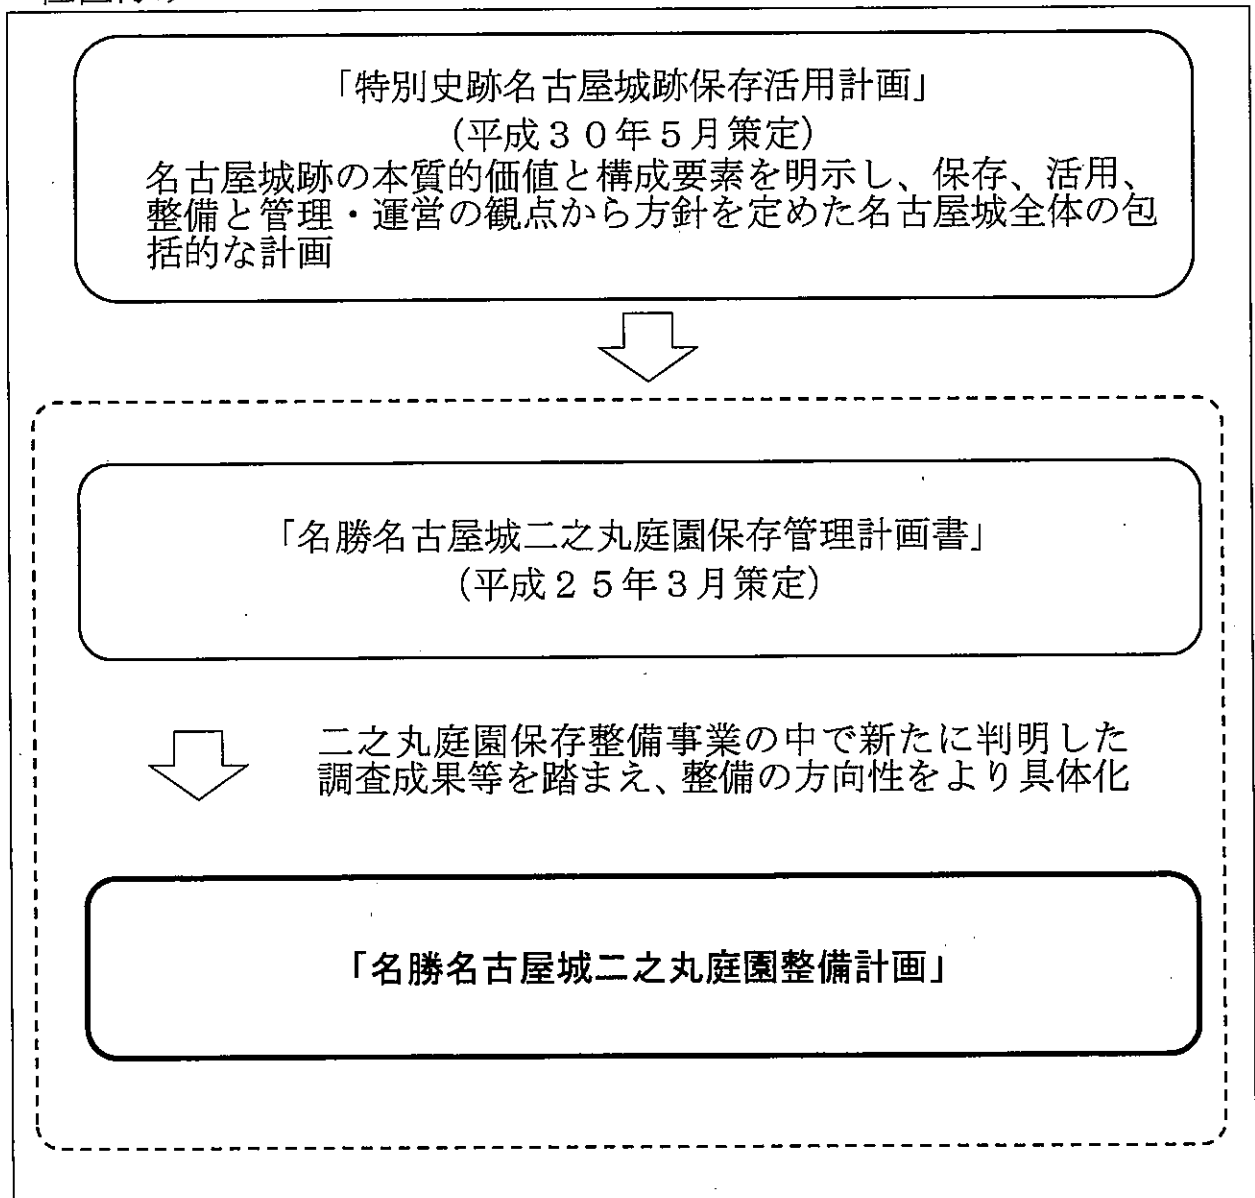 「特別史跡名古屋城跡保存活用計画」
（平成３０年５月策定）
名古屋城跡の本質的価値と構成要素を明示し、保存、活用、
整備と管理・運営の観点から方針を定めた名古屋城全体の包
括的な計画
「名勝名古屋城二之丸庭園保存管理計画書」
（平成２５年３月策定）
二之丸庭園保存整備事業の中で新たに判明した
調査成果等を踏まえ、整備の方向性をより具体化
「名勝名古屋城二之丸庭園整備計画」